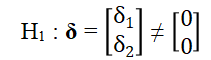 H₁ : δ = [δ₁ δ₂] ≠ [0 0]